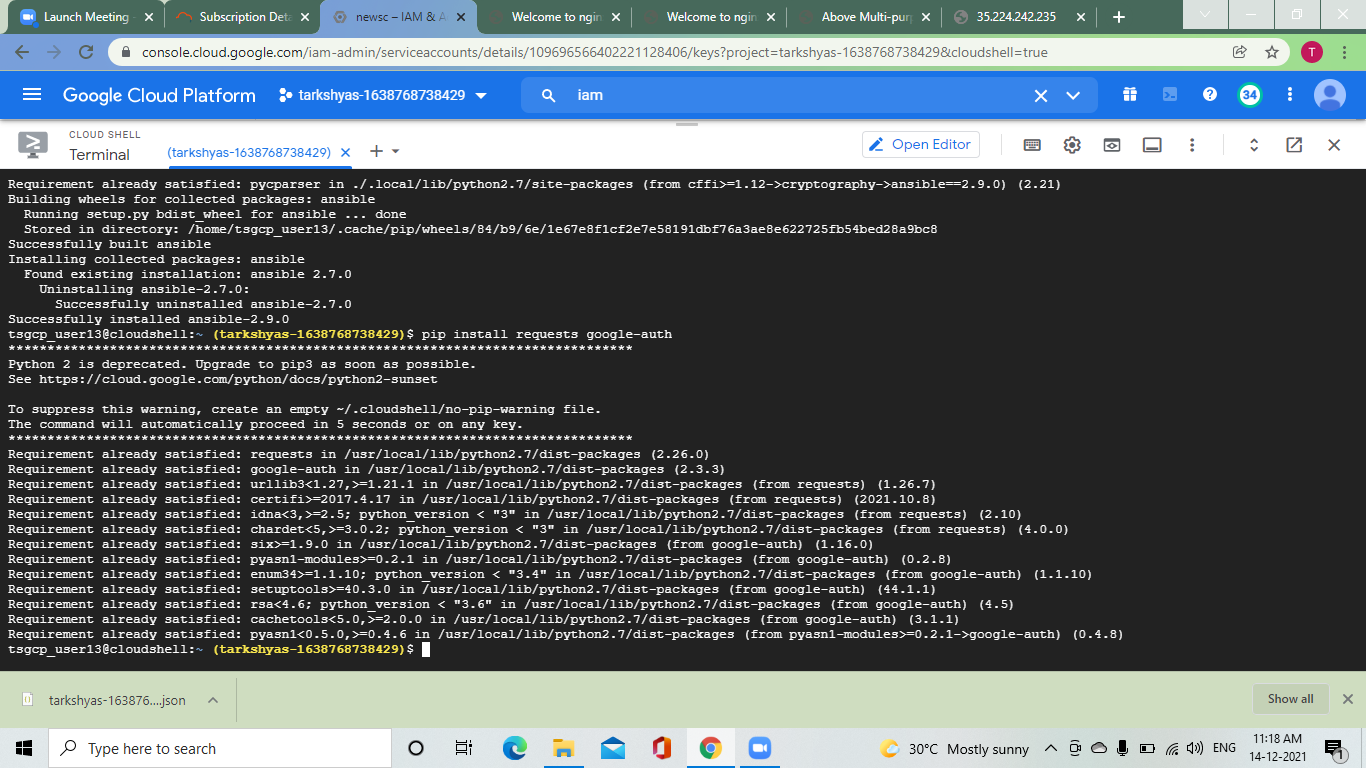 Launch Meeting
Subscription Deta
newsc – IAM & A
Welcome to ngin
Welcome to ngin
Above Multi-purp
35.224.242.235
console.cloud.google.com/iam-admin/serviceaccounts/details/109696566402221128406/keys?project=tarkshyas-1638768738429&cloudshell=true
T
Google Cloud Platform
tarkshyas-1638768738429
iam
34
CLOUD SHELL
Terminal
(tarkshyas-1638768738429)
Open Editor
Requirement already satisfied: pycparser in ./.local/lib/python2.7/site-packages (from cffi>=1.12->cryptography->ansible==2.9.0) (2.21)
Building wheels for collected packages: ansible
  Running setup.py bdist_wheel for ansible ... done
  Stored in directory: /home/tsgcp_user13/.cache/pip/wheels/84/b9/6e/1e67e8f1cf2e7e58191dbf76a3ae8e622725fb54bed28a9bc8
Successfully built ansible
Installing collected packages: ansible
  Found existing installation: ansible 2.7.0
    Uninstalling ansible-2.7.0:
      Successfully uninstalled ansible-2.7.0
Successfully installed ansible-2.9.0
tsgcp_user13@cloudshell:~ (tarkshyas-1638768738429)$ pip install requests google-auth
********************************************************************************
Python 2 is deprecated. Upgrade to pip3 as soon as possible.
See https://cloud.google.com/python/docs/python2-sunset
To suppress this warning, create an empty ~/.cloudshell/no-pip-warning file.
The command will automatically proceed in 5 seconds or on any key.
********************************************************************************
Requirement already satisfied: requests in /usr/local/lib/python2.7/dist-packages (2.26.0)
Requirement already satisfied: google-auth in /usr/local/lib/python2.7/dist-packages (2.3.3)
Requirement already satisfied: urllib3<1.27,>=1.21.1 in /usr/local/lib/python2.7/dist-packages (from requests) (1.26.7)
Requirement already satisfied: certifi>=2017.4.17 in /usr/local/lib/python2.7/dist-packages (from requests) (2021.10.8)
Requirement already satisfied: idna<3,>=2.5; python_version < "3" in /usr/local/lib/python2.7/dist-packages (from requests) (2.10)
Requirement already satisfied: chardet<5,>=3.0.2; python_version < "3" in /usr/local/lib/python2.7/dist-packages (from requests) (4.0.0)
Requirement already satisfied: six>=1.9.0 in /usr/local/lib/python2.7/dist-packages (from google-auth) (1.16.0)
Requirement already satisfied: pyasn1-modules>=0.2.1 in /usr/local/lib/python2.7/dist-packages (from google-auth) (0.2.8)
Requirement already satisfied: enum34>=1.1.10; python_version < "3.4" in /usr/local/lib/python2.7/dist-packages (from google-auth) (1.1.10)
Requirement already satisfied: setuptools>=40.3.0 in /usr/local/lib/python2.7/dist-packages (from google-auth) (44.1.1)
Requirement already satisfied: rsa<4.6; python_version < "3.6" in /usr/local/lib/python2.7/dist-packages (from google-auth) (4.5)
Requirement already satisfied: cachetools<5.0,>=2.0.0 in /usr/local/lib/python2.7/dist-packages (from google-auth) (3.1.1)
Requirement already satisfied: pyasn1<0.5.0,>=0.4.6 in /usr/local/lib/python2.7/dist-packages (from pyasn1-modules>=0.2.1->google-auth) (0.4.8)
tsgcp_user13@cloudshell:~ (tarkshyas-1638768738429)$
tarkshyas-163876....json
Show all
Type here to search
30°C Mostly sunny
ENG
11:18 AM
14-12-2021
1